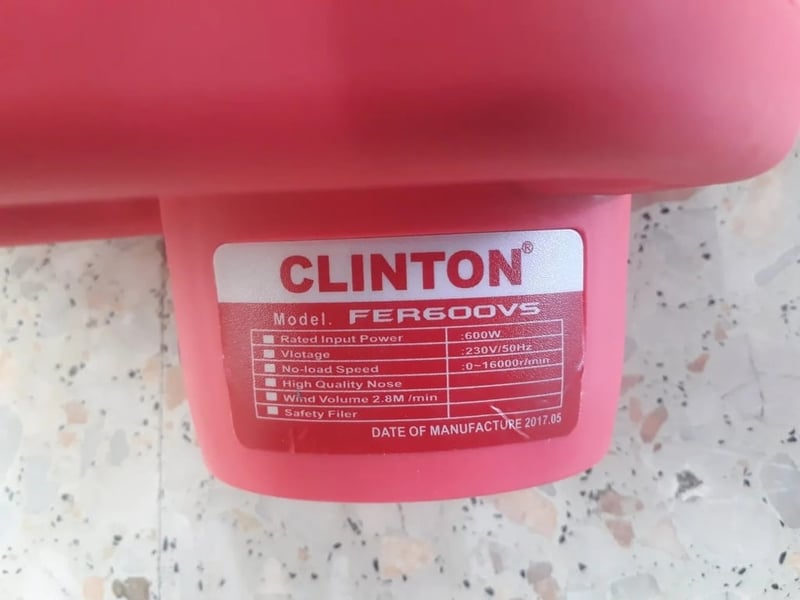 CLINTON®
Model. FER600VS
Rated Input Power :600W
Vlotage :230V/50Hz
No-load Speed :0~16000r/min
High Quality Nose
Wind Volume 2.8M /min
Safety Filer
DATE OF MANUFACTURE 2017.05